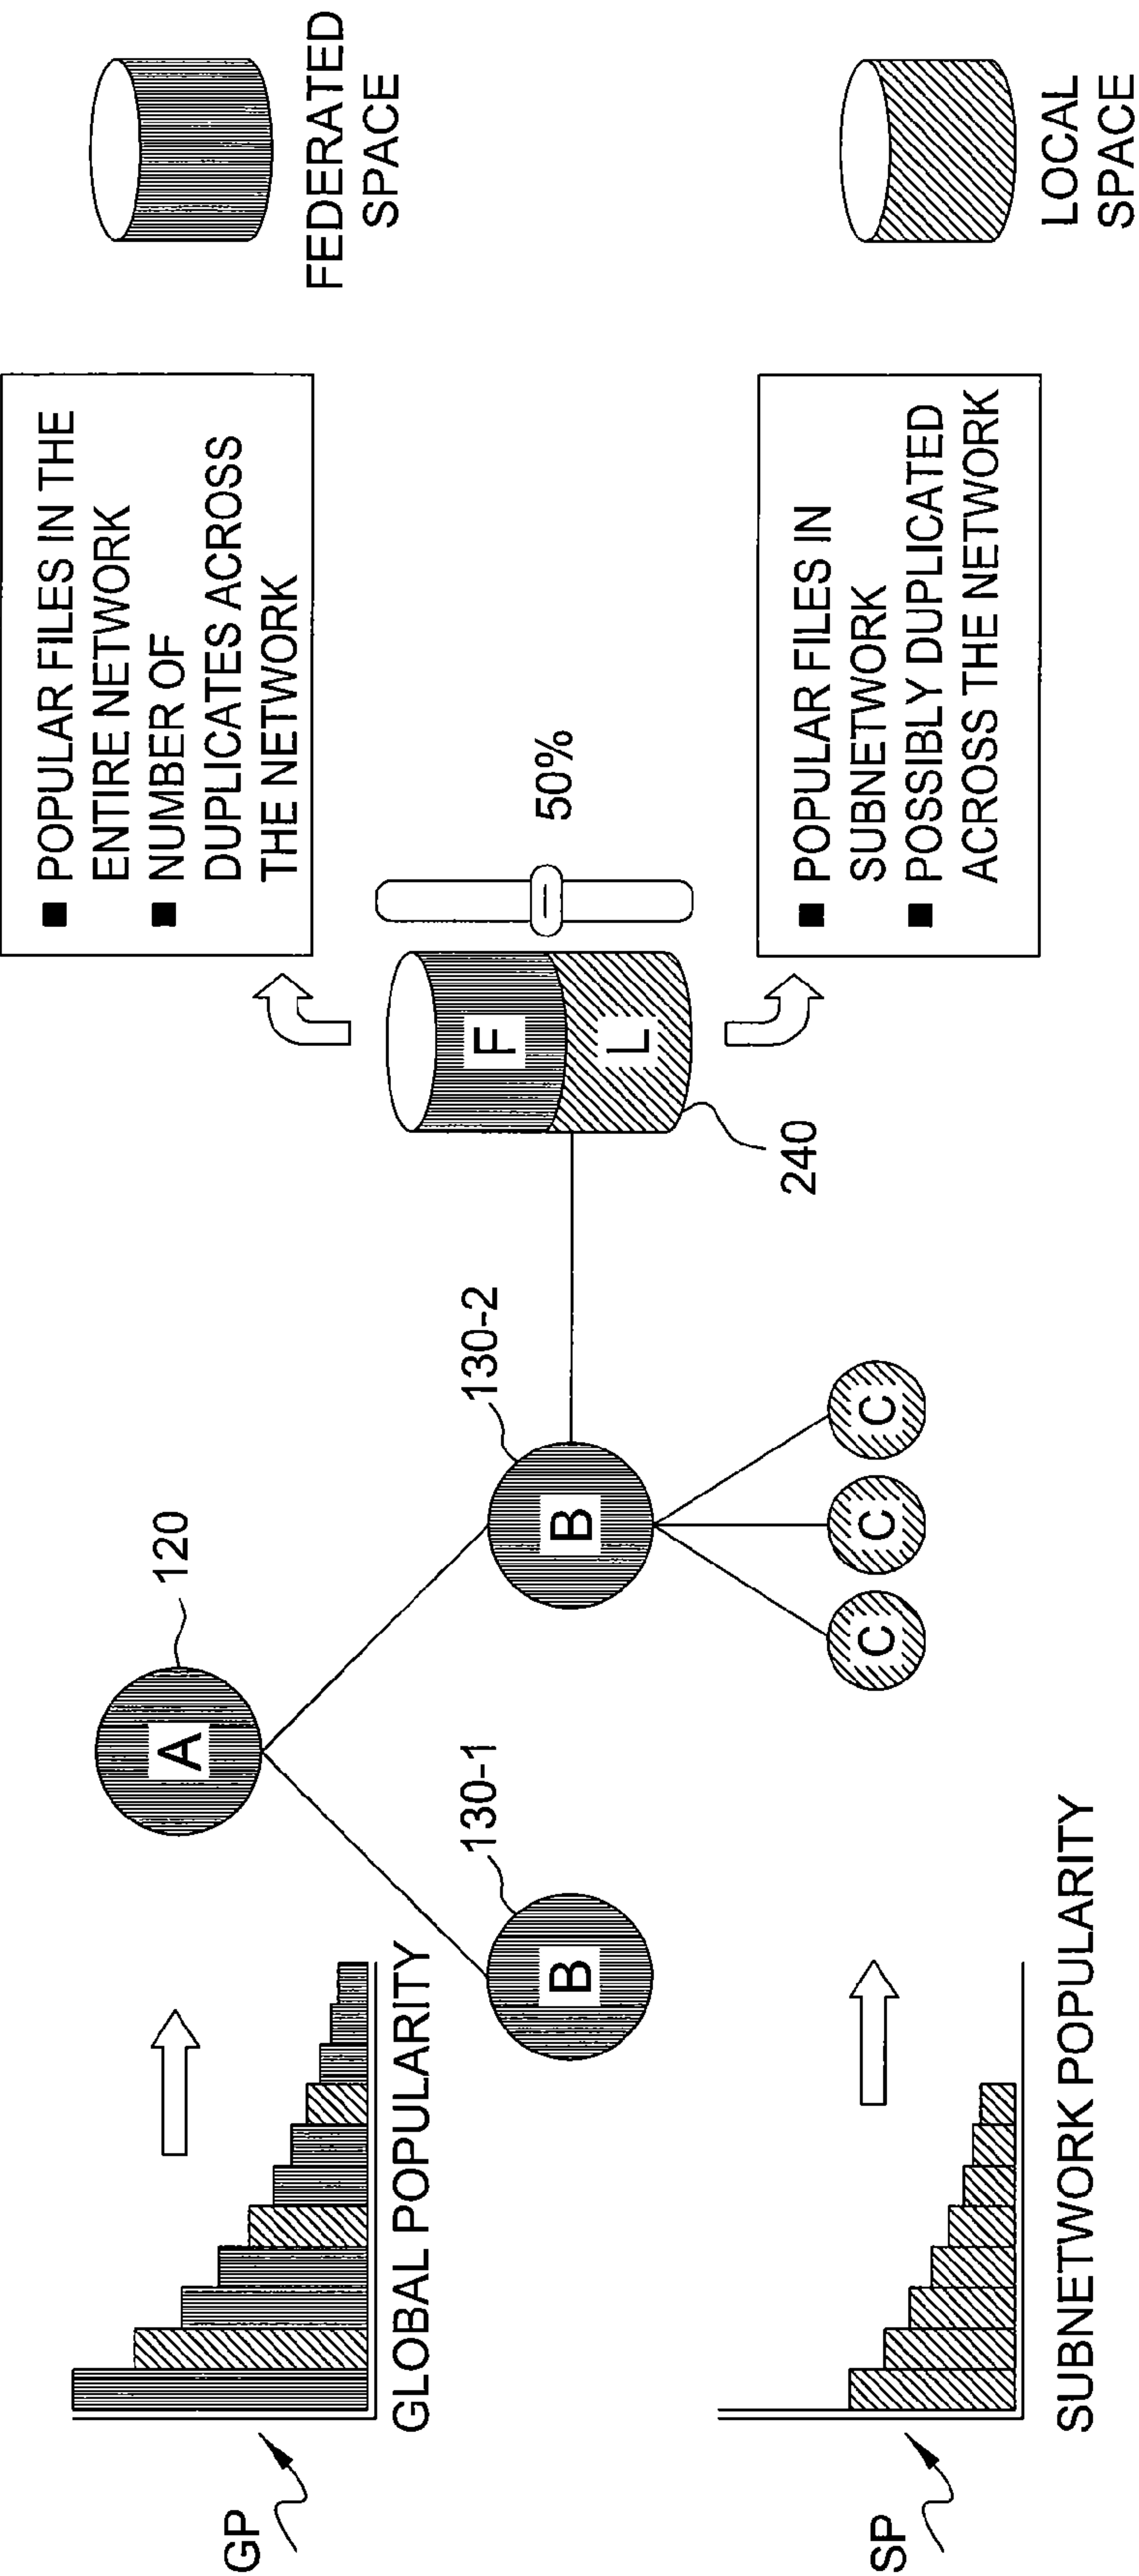 GP
GLOBAL POPULARITY
A
120
B
130-1
B
130-2
C
C
C
SP
SUBNETWORK POPULARITY
F
L
240
50%
■ POPULAR FILES IN THE
ENTIRE NETWORK
■ NUMBER OF
DUPLICATES ACROSS
THE NETWORK
■ POPULAR FILES IN
SUBNETWORK
■ POSSIBLY DUPLICATED
ACROSS THE NETWORK
FEDERATED
SPACE
LOCAL
SPACE